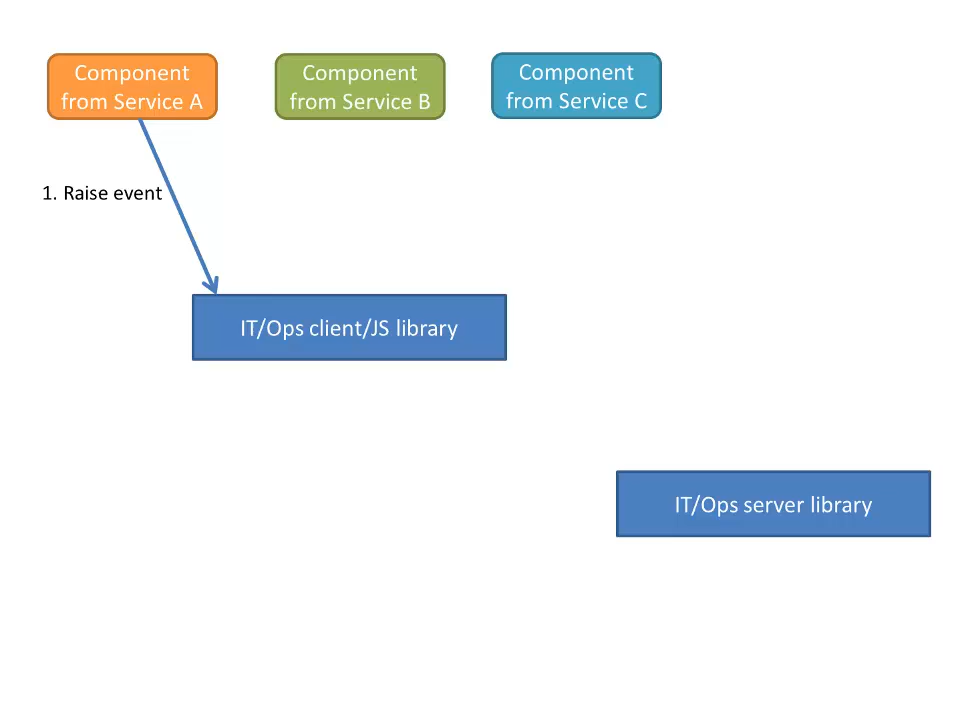 Component
from Service A
Component
from Service B
Component
from Service C
1. Raise event
IT/Ops client/JS library
IT/Ops server library